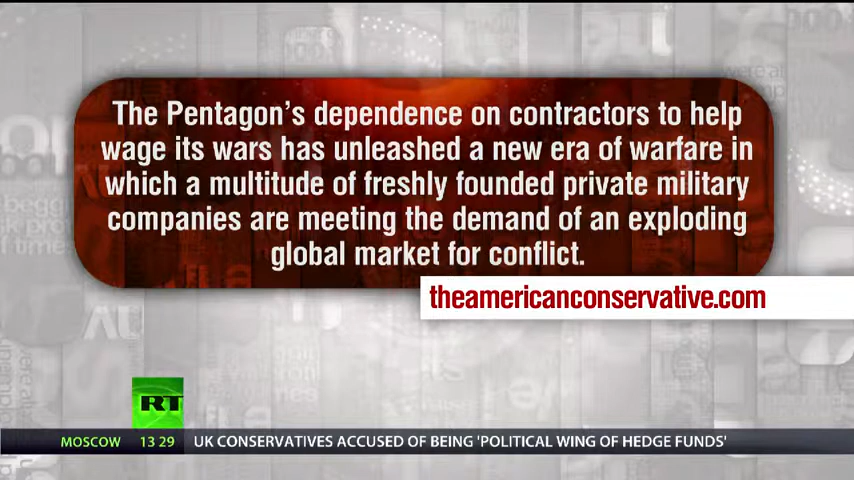 The Pentagon's dependence on contractors to help
wage its wars has unleashed a new era of warfare in
which a multitude of freshly founded private military
companies are meeting the demand of an exploding
global market for conflict.
theamericanconservative.com
RT
MOSCOW 13 29 UK CONSERVATIVES ACCUSED OF BEING 'POLITICAL WING OF HEDGE FUNDS'